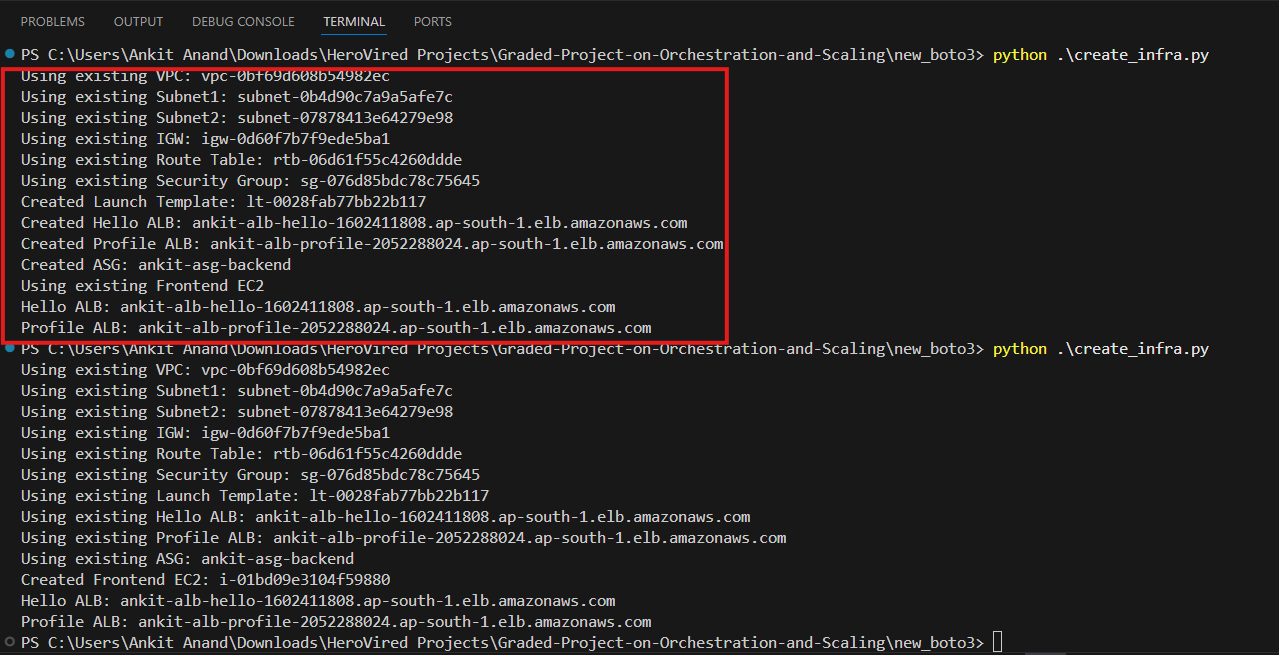 PROBLEMS OUTPUT DEBUG CONSOLE TERMINAL PORTS
PS C:\Users\Ankit Anand\Downloads\HeroVired Projects\Graded-Project-on-Orchestration-and-Scaling\new_boto3> python .\create_infra.py
Using existing VPC: vpc-0bf69d608b54982ec
Using existing Subnet1: subnet-0b4d90c7a9a5afe7c
Using existing Subnet2: subnet-07878413e64279e98
Using existing IGW: igw-0d60f7b7f9ede5ba1
Using existing Route Table: rtb-06d61f55c4260ddde
Using existing Security Group: sg-076d85bdc78c75645
Created Launch Template: lt-0028fab77bb22b117
Created Hello ALB: ankit-alb-hello-1602411808.ap-south-1.elb.amazonaws.com
Created Profile ALB: ankit-alb-profile-2052288024.ap-south-1.elb.amazonaws.com
Created ASG: ankit-asg-backend
Using existing Frontend EC2
Hello ALB: ankit-alb-hello-1602411808.ap-south-1.elb.amazonaws.com
Profile ALB: ankit-alb-profile-2052288024.ap-south-1.elb.amazonaws.com
PS C:\Users\Ankit Anand\Downloads\HeroVired Projects\Graded-Project-on-Orchestration-and-Scaling\new_boto3> python .\create_infra.py
Using existing VPC: vpc-0bf69d608b54982ec
Using existing Subnet1: subnet-0b4d90c7a9a5afe7c
Using existing Subnet2: subnet-07878413e64279e98
Using existing IGW: igw-0d60f7b7f9ede5ba1
Using existing Route Table: rtb-06d61f55c4260ddde
Using existing Security Group: sg-076d85bdc78c75645
Using existing Launch Template: lt-0028fab77bb22b117
Using existing Hello ALB: ankit-alb-hello-1602411808.ap-south-1.elb.amazonaws.com
Using existing Profile ALB: ankit-alb-profile-2052288024.ap-south-1.elb.amazonaws.com
Using existing ASG: ankit-asg-backend
Created Frontend EC2: i-01bd09e3104f59880
Hello ALB: ankit-alb-hello-1602411808.ap-south-1.elb.amazonaws.com
Profile ALB: ankit-alb-profile-2052288024.ap-south-1.elb.amazonaws.com
PS C:\Users\Ankit Anand\Downloads\HeroVired Projects\Graded-Project-on-Orchestration-and-Scaling\new_boto3>